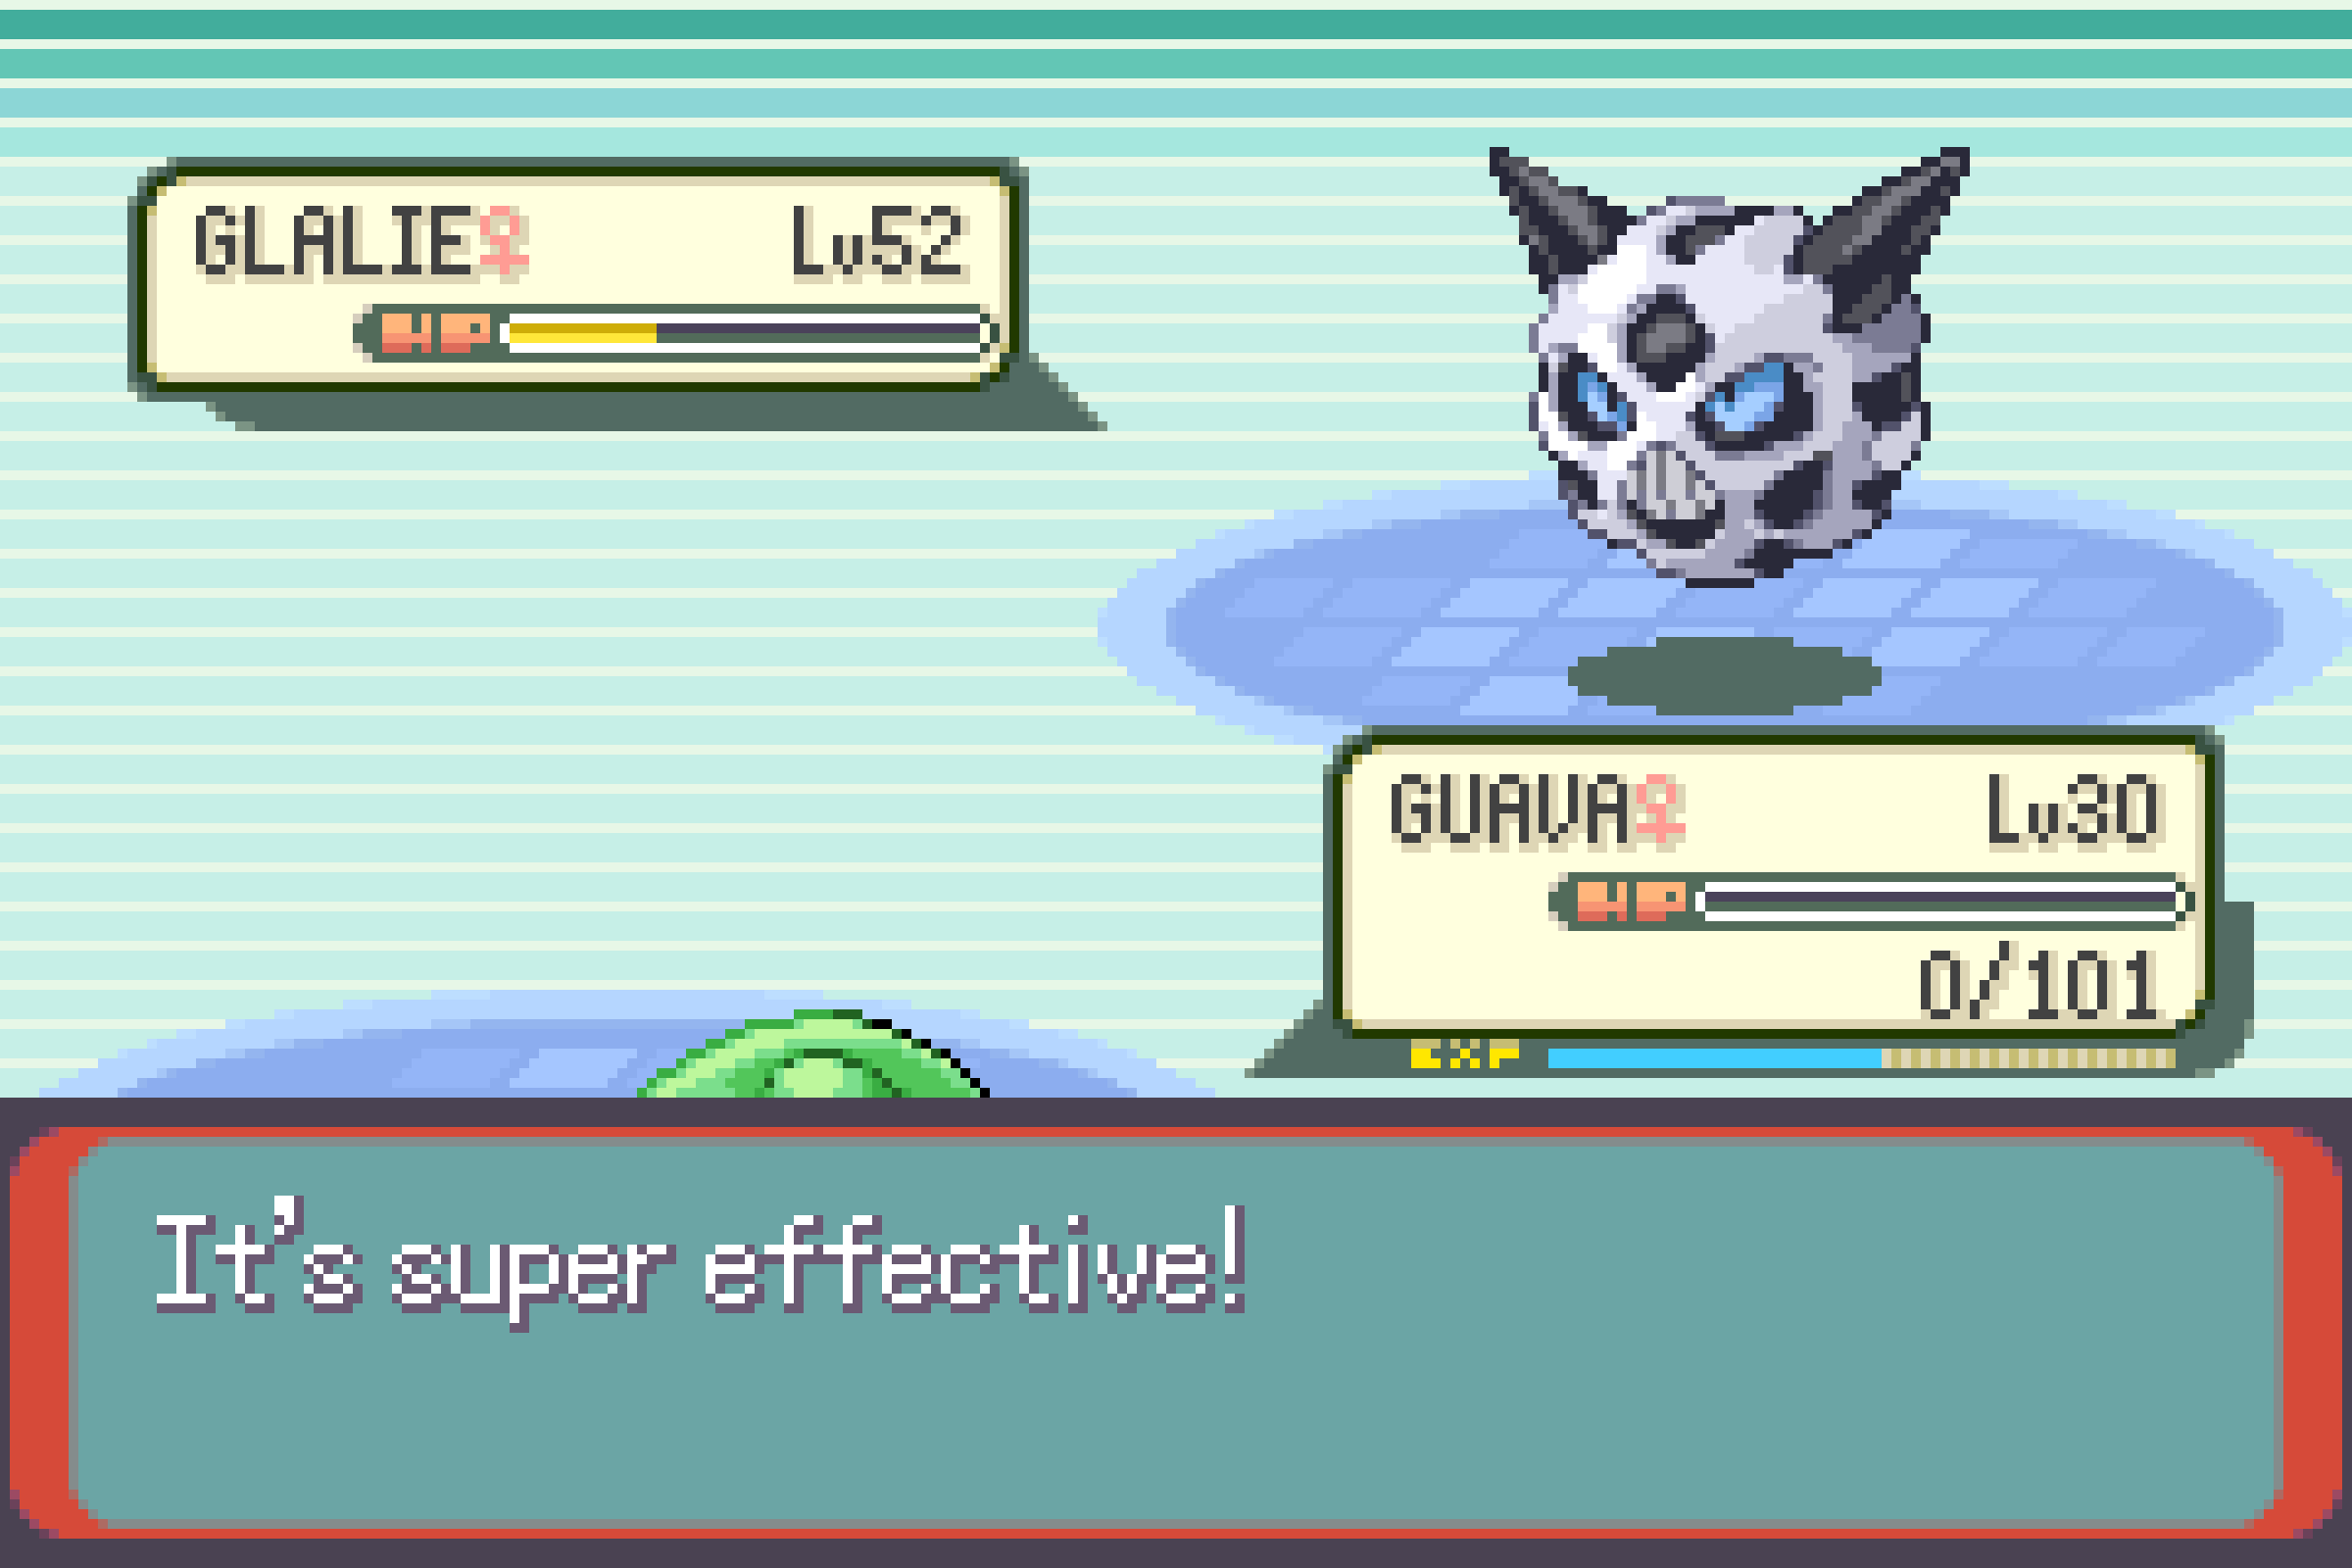 GLALIE♀ Lv52
HP
GUAVA♀ Lv30
HP
0/101
EXP
It's super effective!